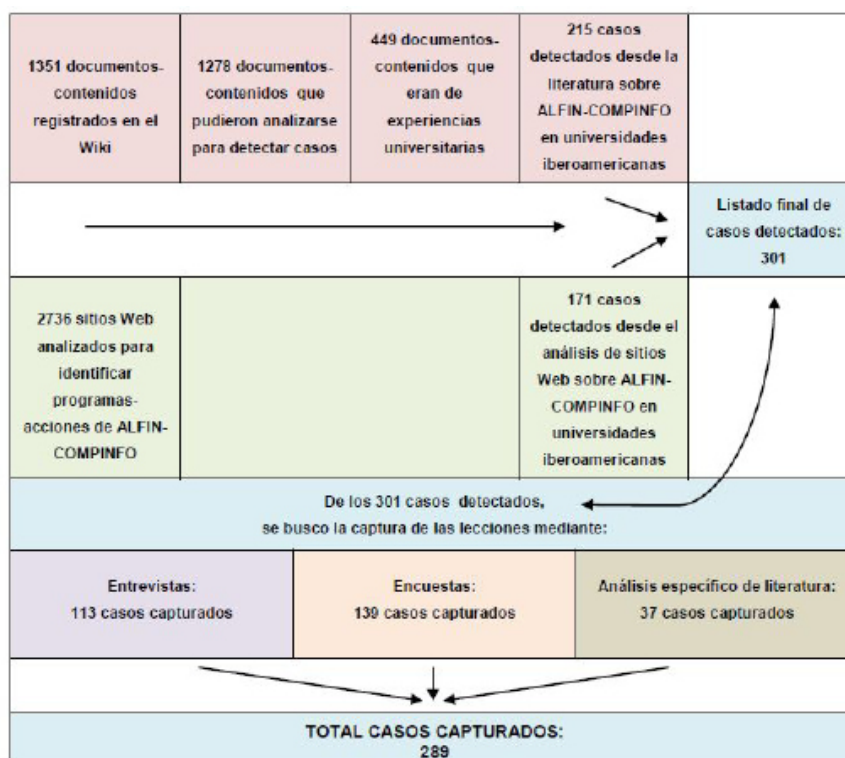 1351 documentos-
contenidos
registrados en el
Wiki
1278 documentos-
contenidos que
pudieron analizarse
para detectar casos
449 documentos-
contenidos que
eran de
experiencias
universitarias
215 casos
detectados desde la
literatura sobre
ALFIN-COMPINFO
en universidades
iberoamericanas
Listado final de
casos detectados:
301
2736 sitios Web
analizados para
identificar
programas-
acciones de ALFIN-
COMPINFO
171 casos
detectados desde el
análisis de sitios
Web sobre ALFIN-
COMPINFO en
universidades
iberoamericanas
De los 301 casos detectados,
se busco la captura de las lecciones mediante:
Entrevistas:
113 casos capturados
Encuestas:
139 casos capturados
Análisis específico de literatura:
37 casos capturados
TOTAL CASOS CAPTURADOS:
289